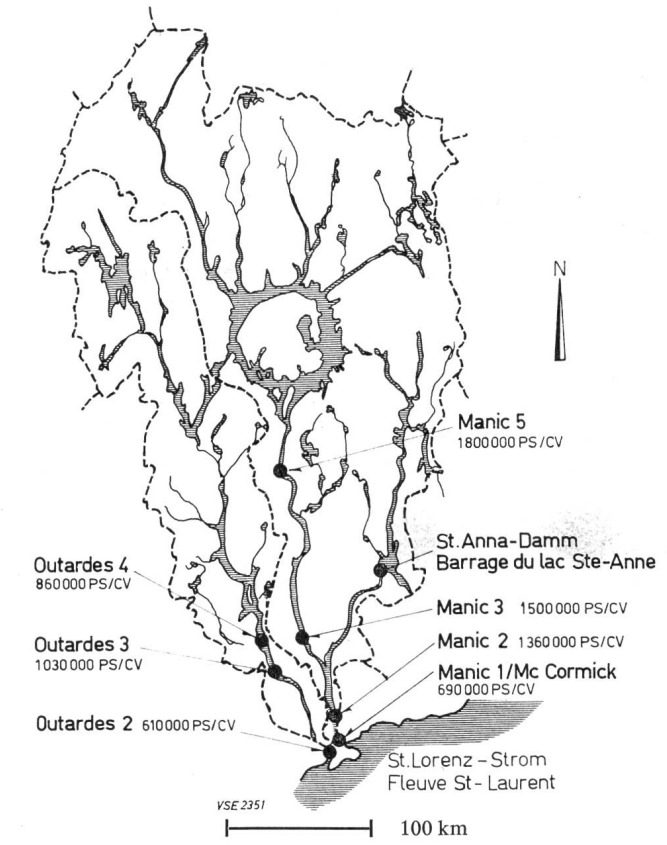 N
Manic 5
1800000 PS/CV
St.Anna-Damm
Barrage du lac Ste-Anne
Outardes 4
860000 PS/CV
Manic 3 1500000 PS/CV
Outardes 3
1030000 PS/CV
Manic 2 1360000 PS/CV
Manic 1/Mc Cormick
690000 PS/CV
Outardes 2 610000 PS/CV
St.Lorenz-Strom
Fleuve St-Laurent
VSE 2351
100 km